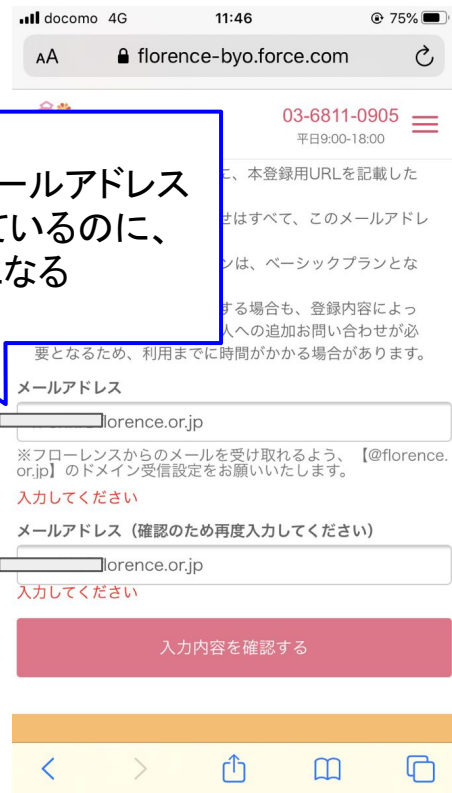 docomo 4G 11:46 75%
AA florence-byo.force.com
03-6811-0905
平日9:00-18:00
ールアドレス
ているのに、
なる
に、本登録用URLを記載した
せはすべて、このメールアドレ
ンは、ベーシックプランとな
する場合も、登録内容によっ
人への追加お問い合わせが必
要となるため、利用までに時間がかかる場合があります。
メールアドレス
lorence.or.jp
※フローレンスからのメールを受け取れるよう、【@florence.
or.jp】のドメイン受信設定をお願いいたします。
入力してください
メールアドレス（確認のため再度入力してください）
lorence.or.jp
入力してください
入力内容を確認する